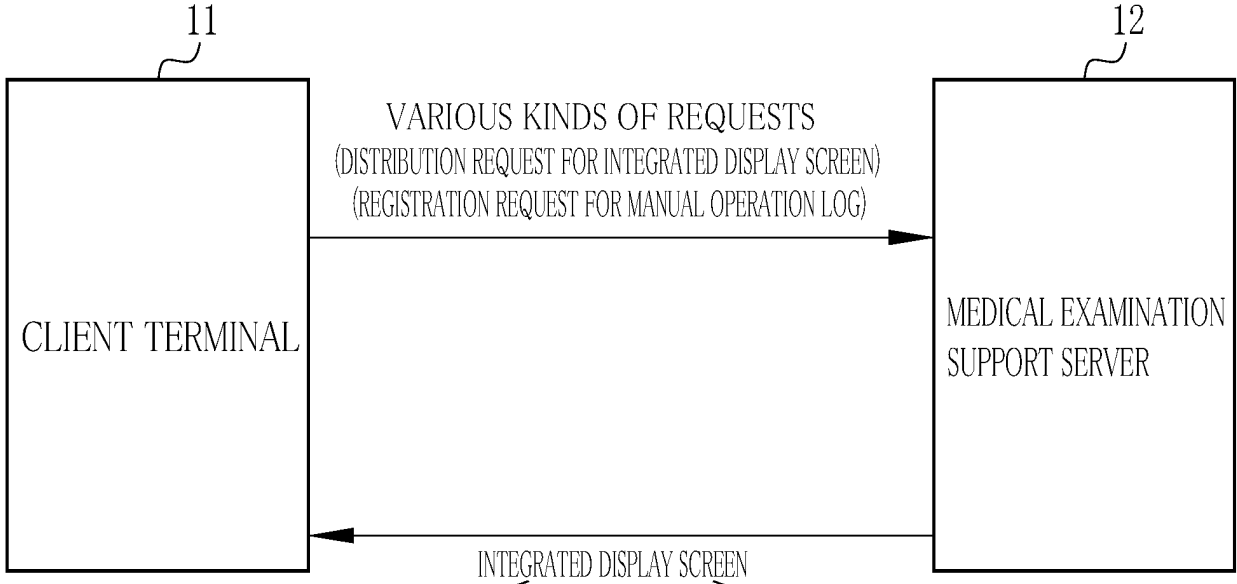 11
12
VARIOUS KINDS OF REQUESTS
(DISTRIBUTION REQUEST FOR INTEGRATED DISPLAY SCREEN)
(REGISTRATION REQUEST FOR MANUAL OPERATION LOG)
CLIENT TERMINAL
MEDICAL EXAMINATION
SUPPORT SERVER
INTEGRATED DISPLAY SCREEN